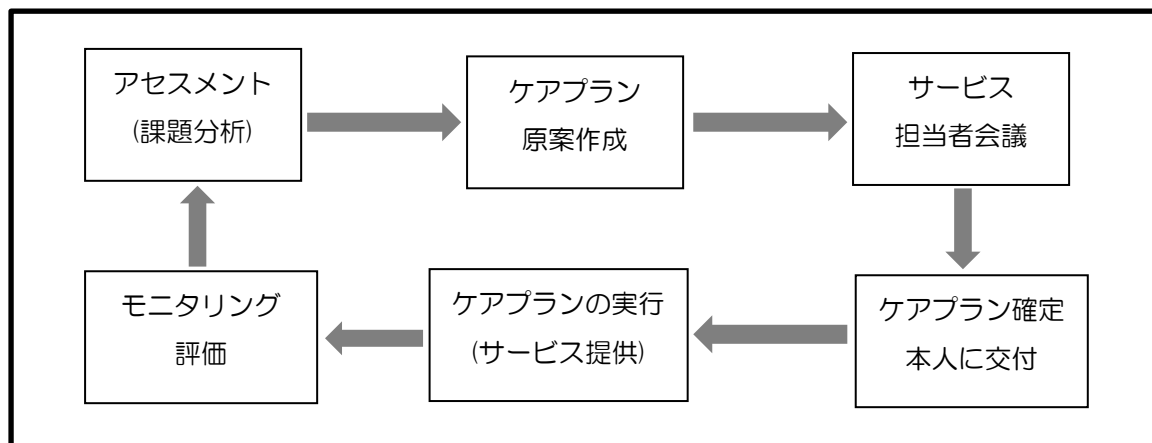 アセスメント
(課題分析)
ケアプラン
原案作成
サービス
担当者会議
ケアプラン確定
本人に交付
ケアプランの実行
(サービス提供)
モニタリング
評価